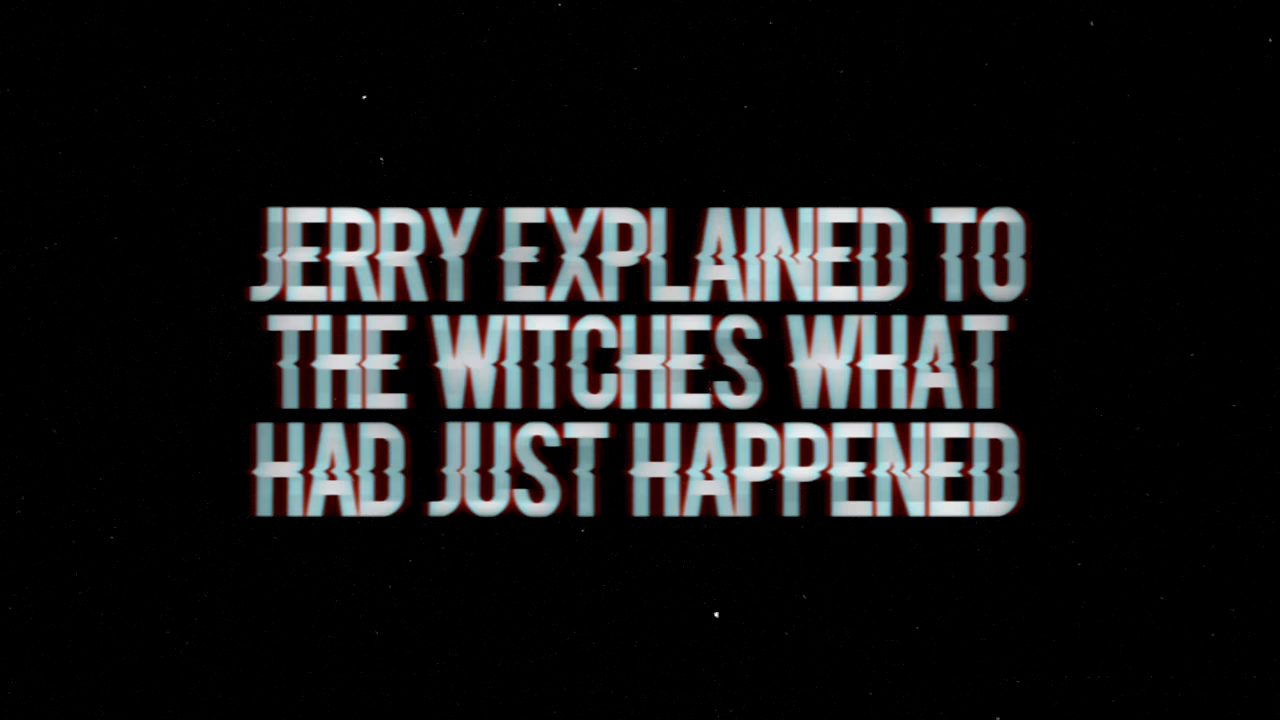 JERRY EXPLAINED TO
THE WITCHES WHAT
HAD JUST HAPPENED